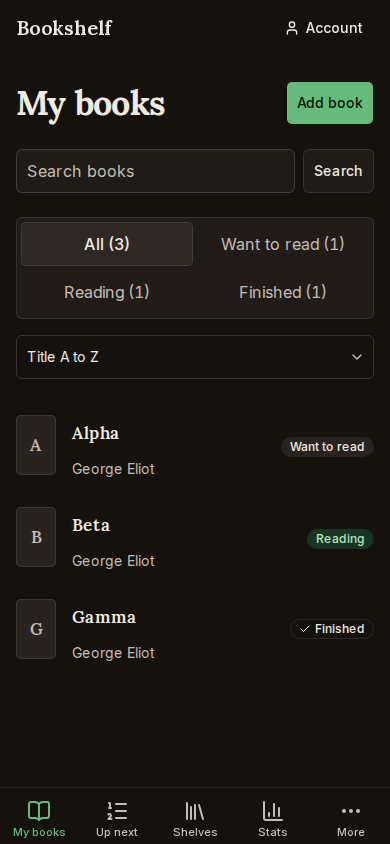 Bookshelf
Account
My books
Add book
Search books
Search
All (3)
Want to read (1)
Reading (1)
Finished (1)
Title A to Z
A
Alpha
George Eliot
Want to read
B
Beta
George Eliot
Reading
G
Gamma
George Eliot
Finished
My books
Up next
Shelves
Stats
More